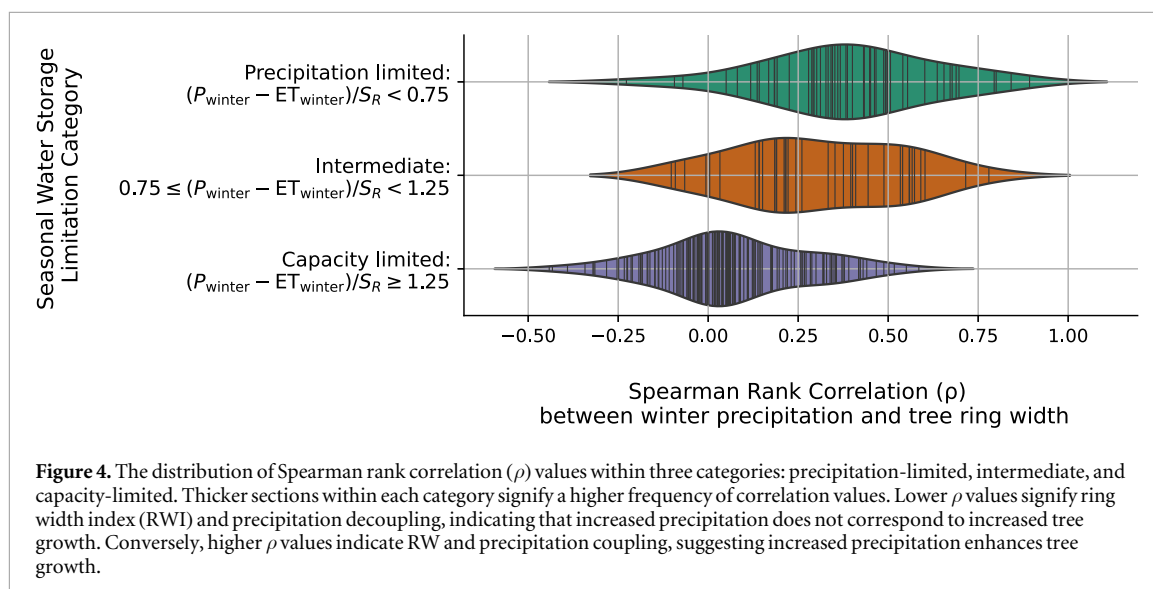 Seasonal Water Storage
Limitation Category
Precipitation limited:
(P_winter − ET_winter)/S_R < 0.75
Intermediate:
0.75 ≤ (P_winter − ET_winter)/S_R < 1.25
Capacity limited:
(P_winter − ET_winter)/S_R ≥ 1.25
−0.50 −0.25 0.00 0.25 0.50 0.75 1.00
Spearman Rank Correlation (ρ)
between winter precipitation and tree ring width
Figure 4. The distribution of Spearman rank correlation (ρ) values within three categories: precipitation-limited, intermediate, and
capacity-limited. Thicker sections within each category signify a higher frequency of correlation values. Lower ρ values signify ring
width index (RWI) and precipitation decoupling, indicating that increased precipitation does not correspond to increased tree
growth. Conversely, higher ρ values indicate RW and precipitation coupling, suggesting increased precipitation enhances tree
growth.